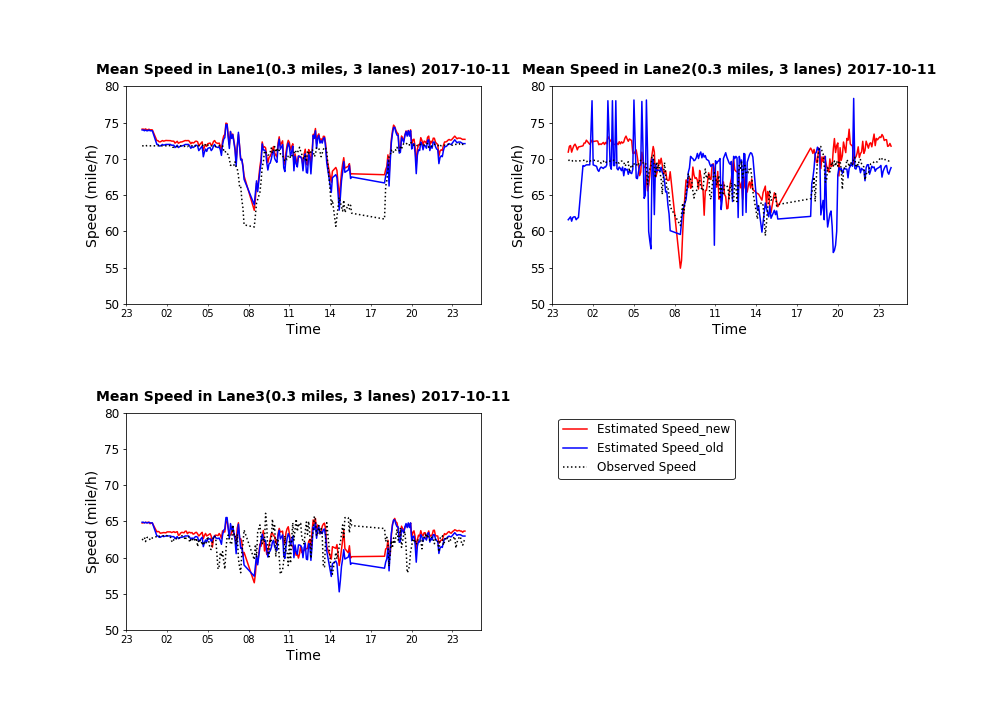 Mean Speed in Lane1(0.3 miles, 3 lanes) 2017-10-11
80
75
70
65
60
55
50
Speed (mile/h)
23 02 05 08 11 14 17 20 23
Time
Mean Speed in Lane2(0.3 miles, 3 lanes) 2017-10-11
80
75
70
65
60
55
50
Speed (mile/h)
23 02 05 08 11 14 17 20 23
Time
Mean Speed in Lane3(0.3 miles, 3 lanes) 2017-10-11
80
75
70
65
60
55
50
Speed (mile/h)
23 02 05 08 11 14 17 20 23
Time
Estimated Speed_new
Estimated Speed_old
Observed Speed